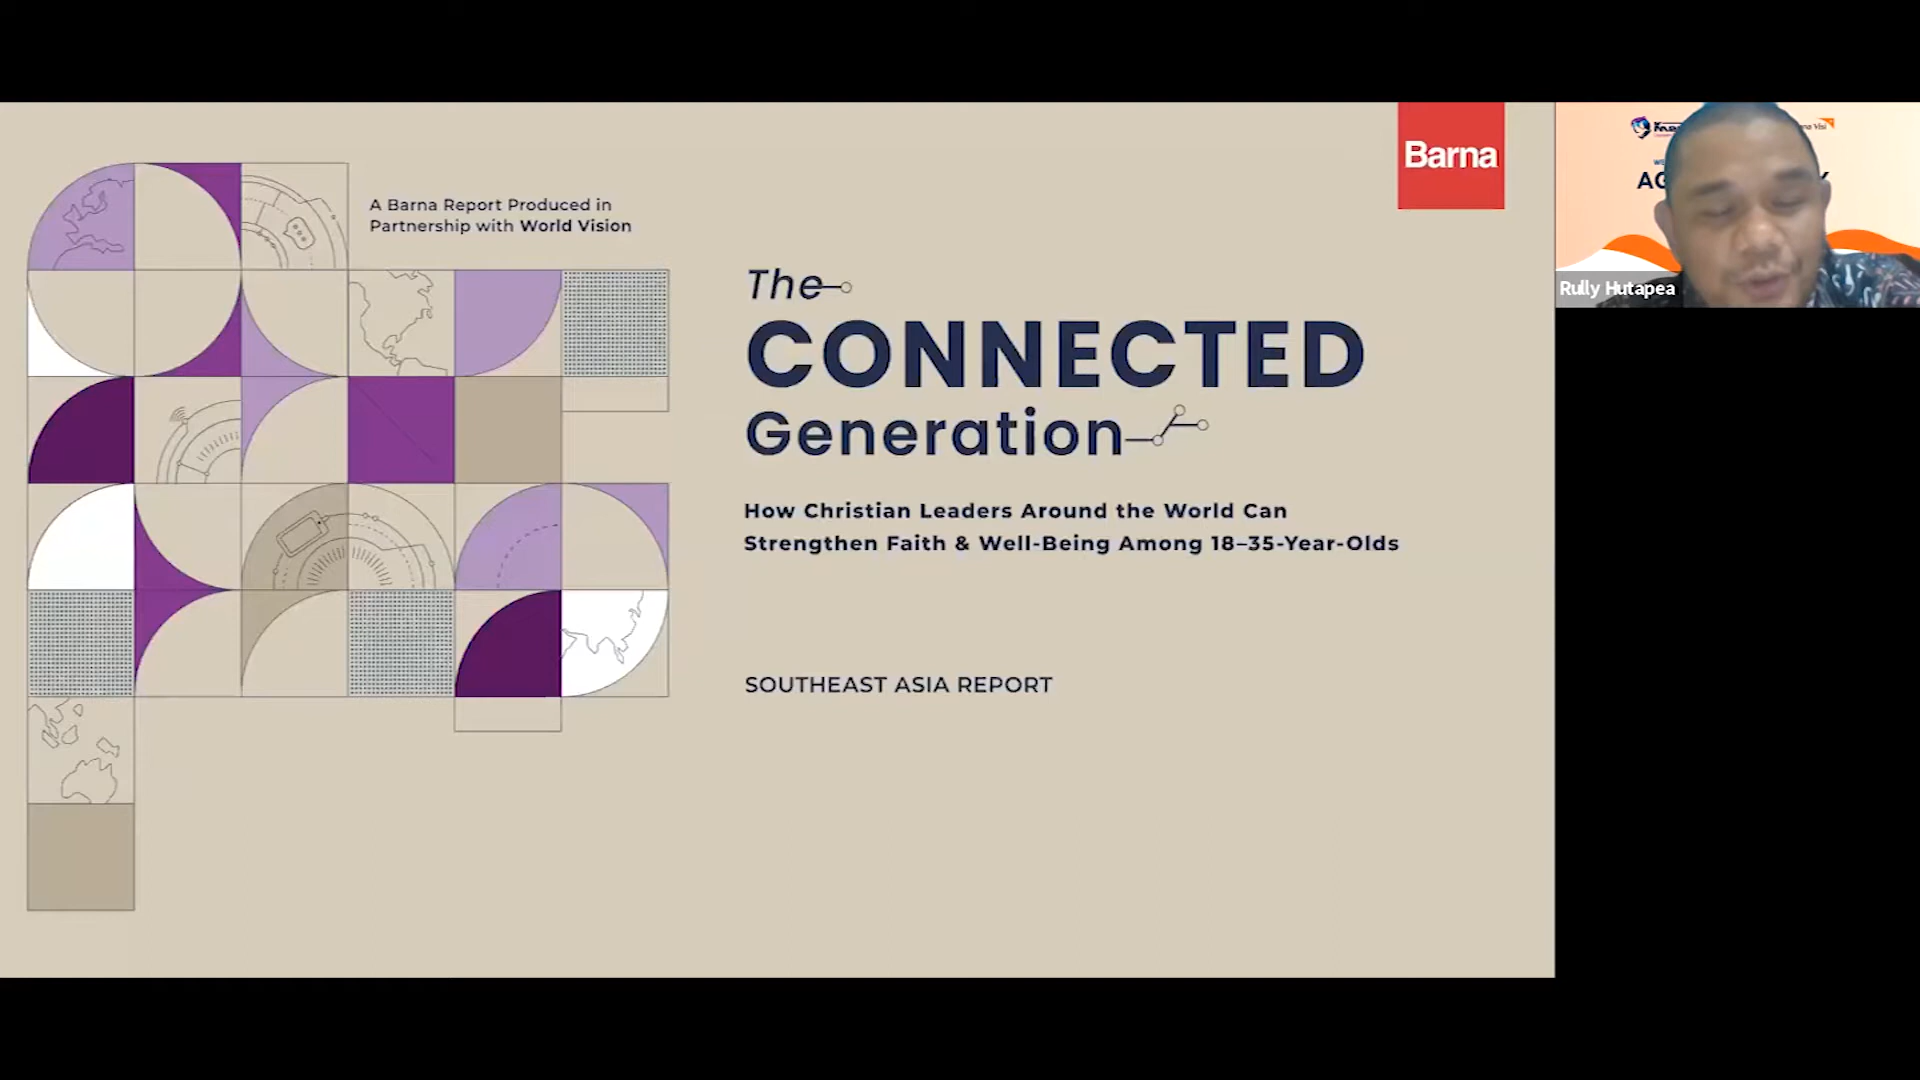 A Barna Report Produced in
Partnership with World Vision
Barna
The
CONNECTED
Generation
How Christian Leaders Around the World Can
Strengthen Faith & Well-Being Among 18–35-Year-Olds
SOUTHEAST ASIA REPORT
Rully Hutapea